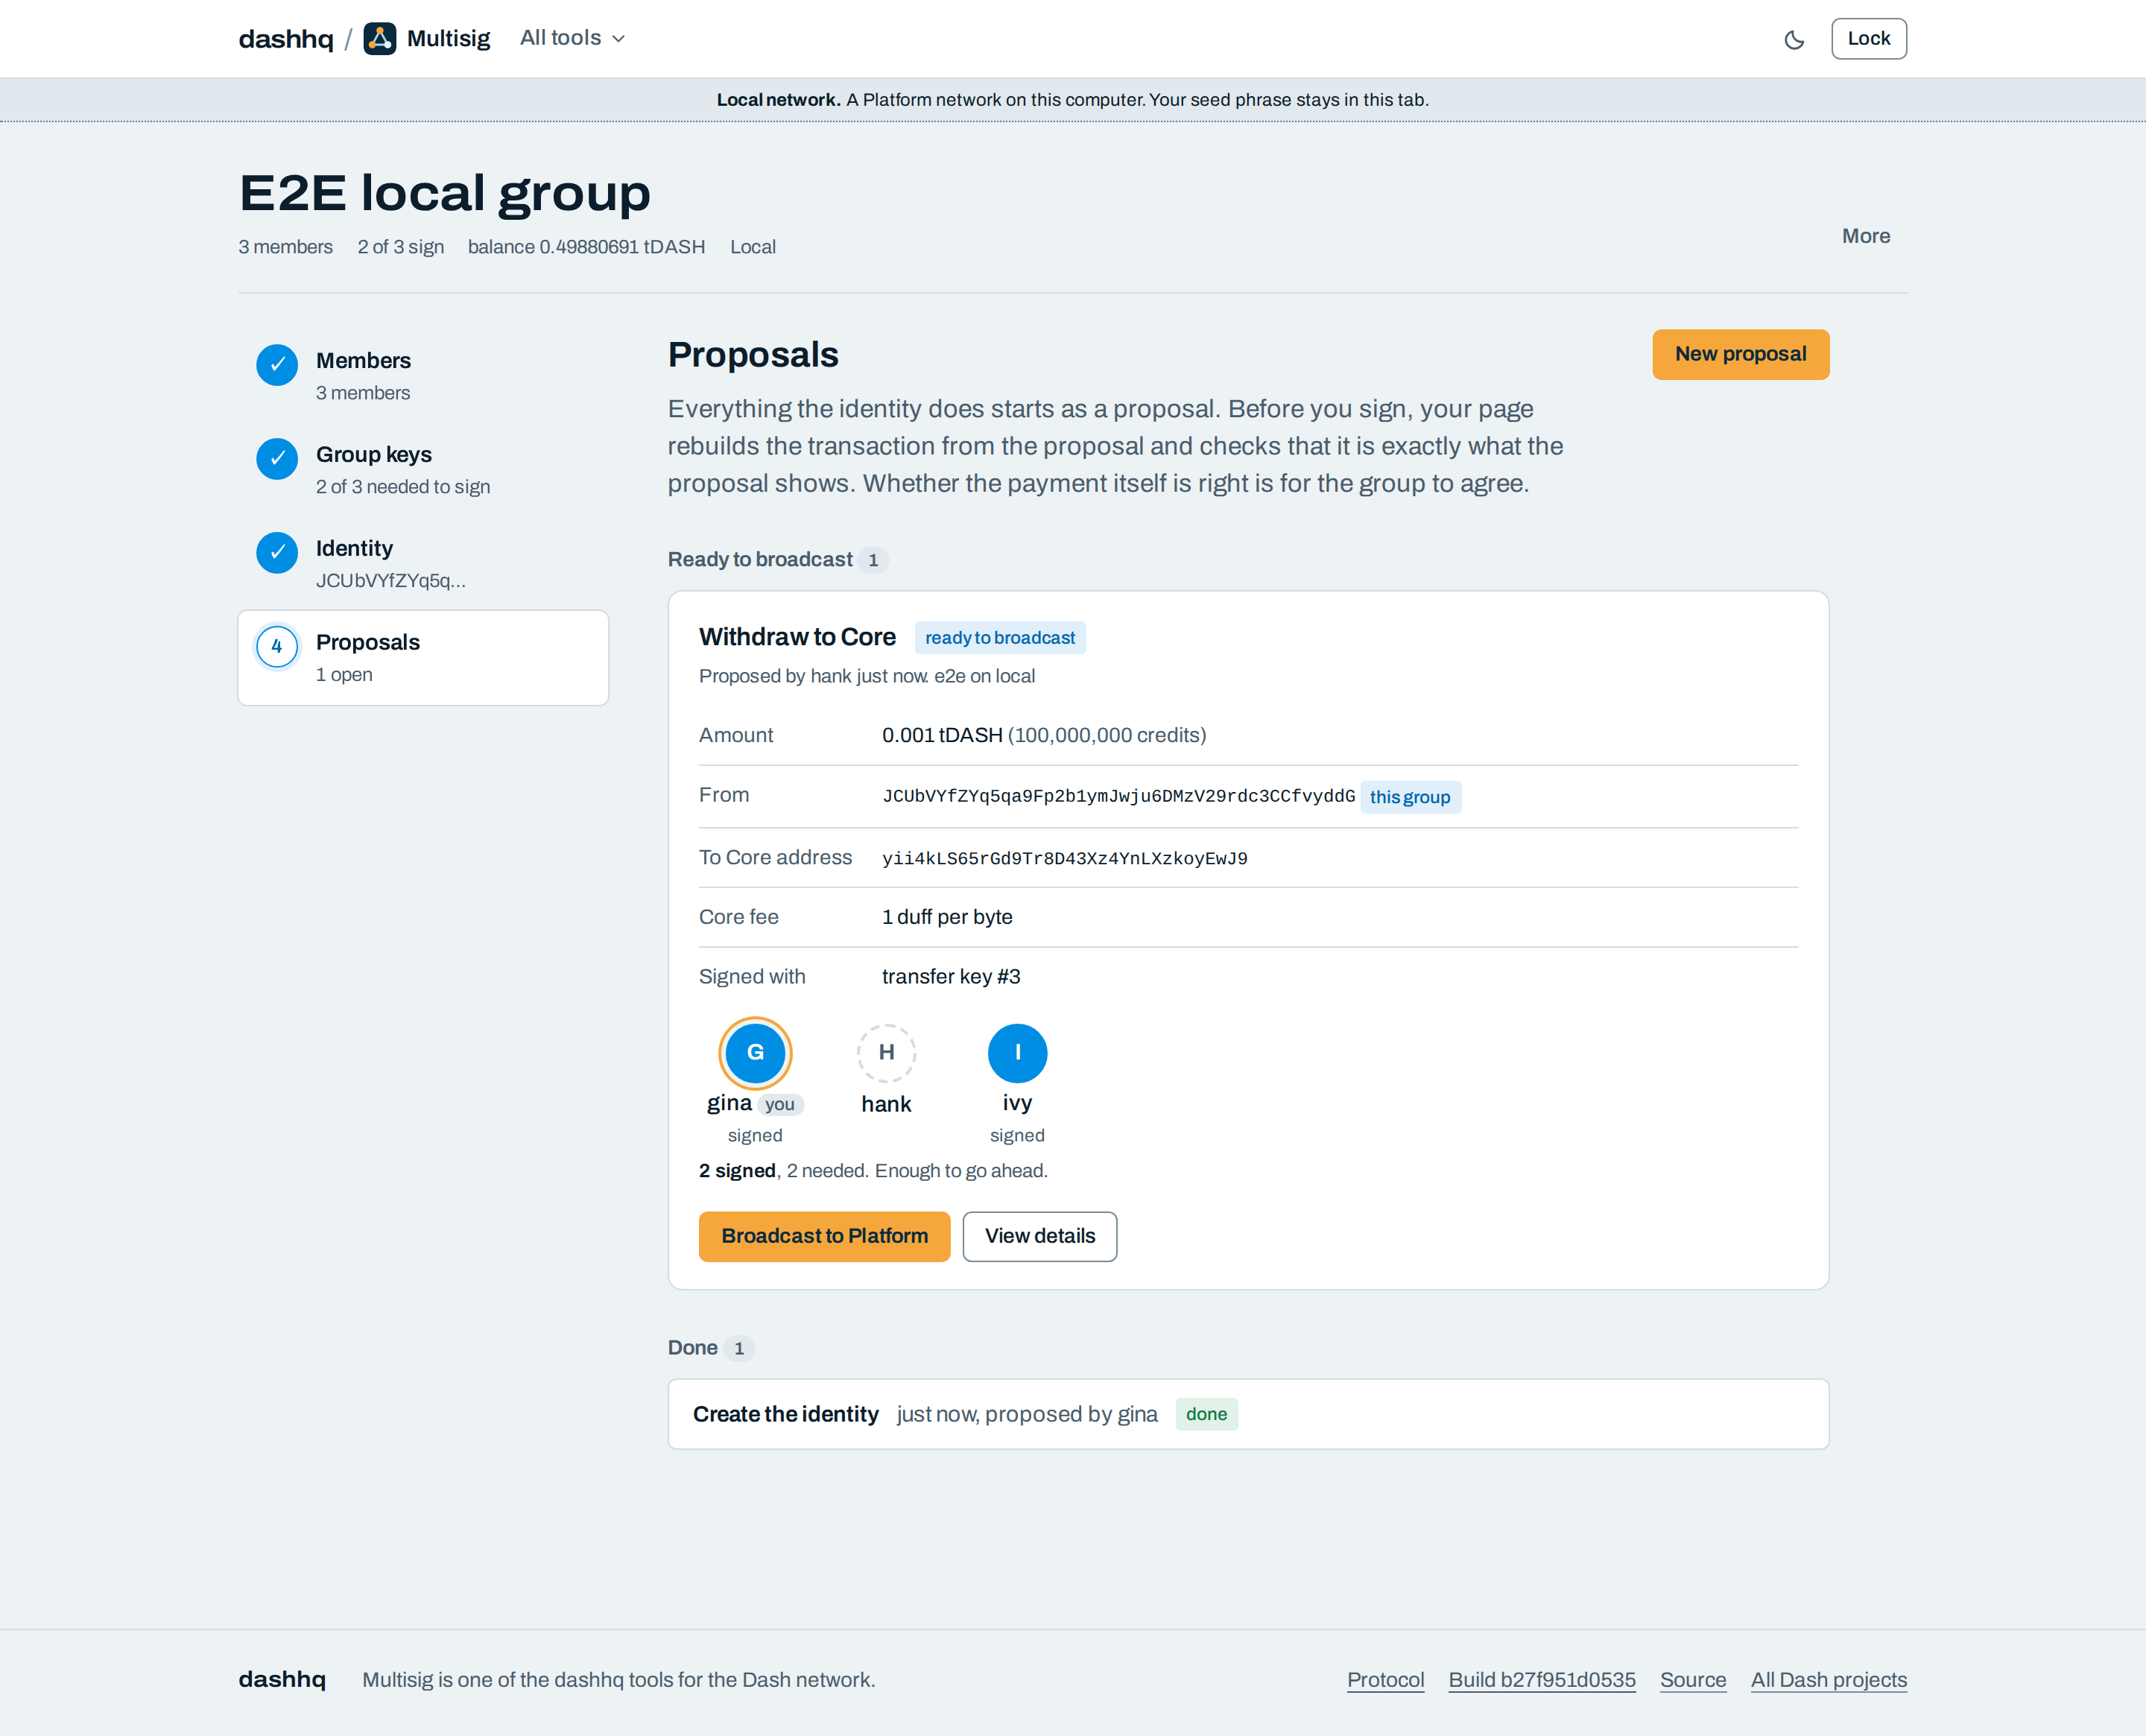 dashhq / Multisig All tools Lock
Local network. A Platform network on this computer. Your seed phrase stays in this tab.
E2E local group
3 members 2 of 3 sign balance 0.49880691 tDASH Local
More
Members
3 members
Group keys
2 of 3 needed to sign
Identity
JCUbVYfZYq5q...
4 Proposals
1 open
Proposals
New proposal
Everything the identity does starts as a proposal. Before you sign, your page
rebuilds the transaction from the proposal and checks that it is exactly what the
proposal shows. Whether the payment itself is right is for the group to agree.
Ready to broadcast 1
Withdraw to Core ready to broadcast
Proposed by hank just now. e2e on local
Amount 0.001 tDASH (100,000,000 credits)
From JCUbVYfZYq5qa9Fp2b1ymJwju6DMzV29rdc3CCfvyddG this group
To Core address yii4kLS65rGd9Tr8D43Xz4YnLXzkoyEwJ9
Core fee 1 duff per byte
Signed with transfer key #3
G H I
gina you hank ivy
signed signed
2 signed, 2 needed. Enough to go ahead.
Broadcast to Platform View details
Done 1
Create the identity just now, proposed by gina done
dashhq Multisig is one of the dashhq tools for the Dash network. Protocol Build b27f951d0535 Source All Dash projects